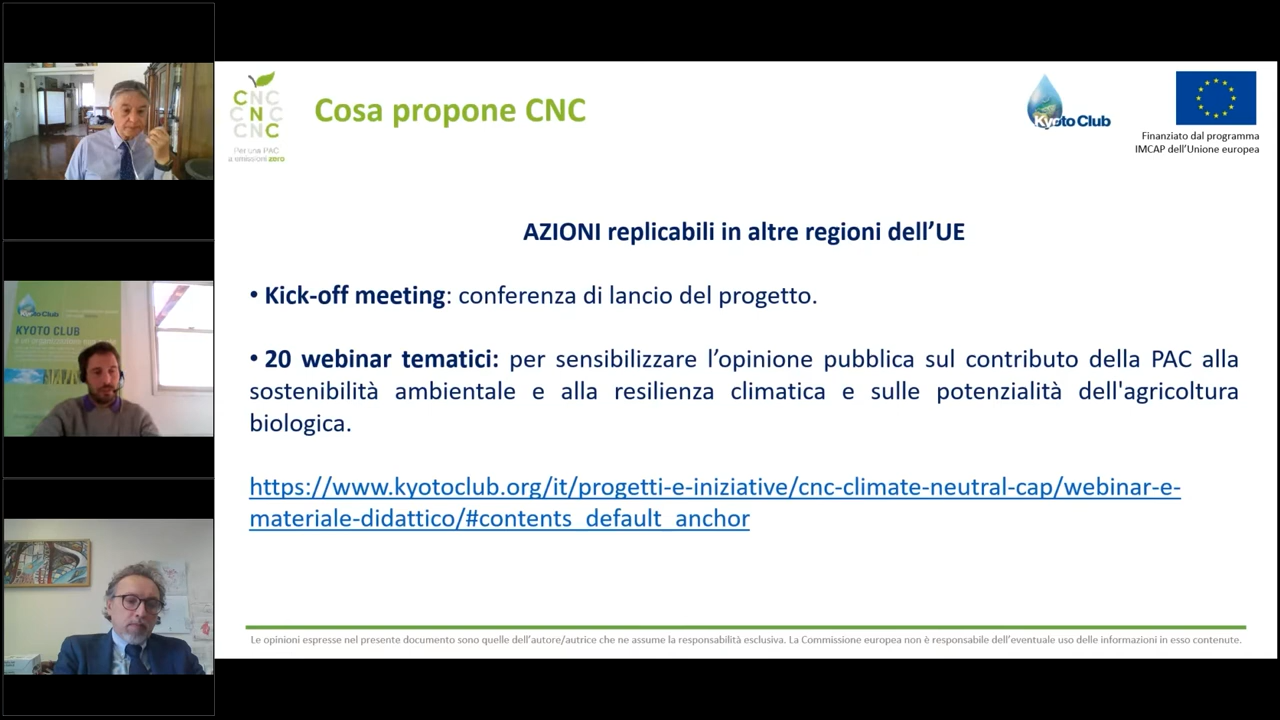 CNC
CNC
CNC
Per una PAC
a emissioni zero
Cosa propone CNC
Kyoto Club
Finanziato dal programma
IMCAP dell'Unione europea
AZIONI replicabili in altre regioni dell'UE
• Kick-off meeting: conferenza di lancio del progetto.
• 20 webinar tematici: per sensibilizzare l'opinione pubblica sul contributo della PAC alla
sostenibilità ambientale e alla resilienza climatica e sulle potenzialità dell'agricoltura
biologica.
https://www.kyotoclub.org/it/progetti-e-iniziative/cnc-climate-neutral-cap/webinar-e-
materiale-didattico/#contents_default_anchor
Le opinioni espresse nel presente documento sono quelle dell'autore/autrice che ne assume la responsabilità esclusiva. La Commissione europea non è responsabile dell'eventuale uso delle informazioni in esso contenute.
Kyoto Club
KYOTO CLUB